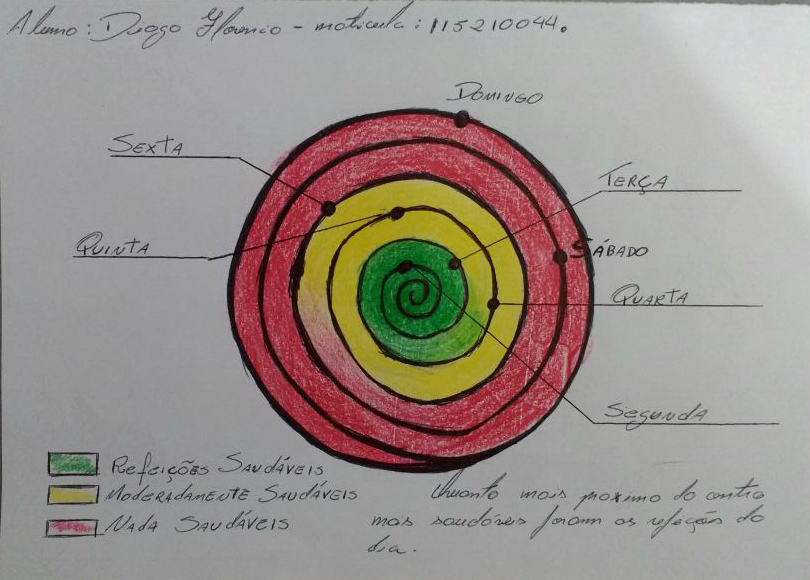 Aluno: Diogo Florencio - matricula: 115210044.
DOMINGO
SEXTA
TERÇA
QUINTA
SÁBADO
QUARTA
Segunda
REFEIÇÕES SAUDÁVEIS
MODERADAMENTE SAUDÁVEIS
NADA SAUDÁVEIS
Quanto mais proximo do centro
mais saudáveis foram as refeições do
dia.